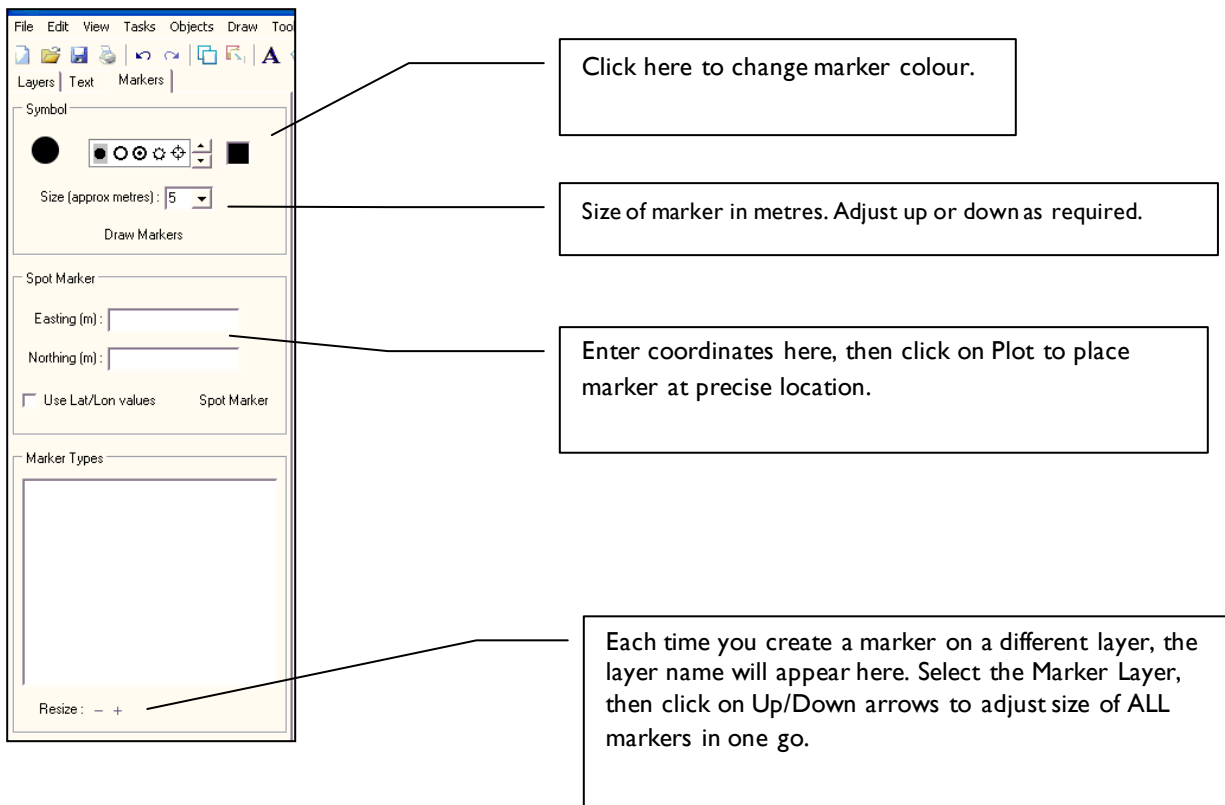 File Edit View Tasks Objects Draw Tool
A
Layers Text Markers
Symbol
Size (approx metres) : 5
Draw Markers
Spot Marker
Easting (m) :
Northing (m) :
Use Lat/Lon values Spot Marker
Marker Types
Resize : - +
Click here to change marker colour.
Size of marker in metres. Adjust up or down as required.
Enter coordinates here, then click on Plot to place
marker at precise location.
Each time you create a marker on a different layer, the
layer name will appear here. Select the Marker Layer,
then click on Up/Down arrows to adjust size of ALL
markers in one go.